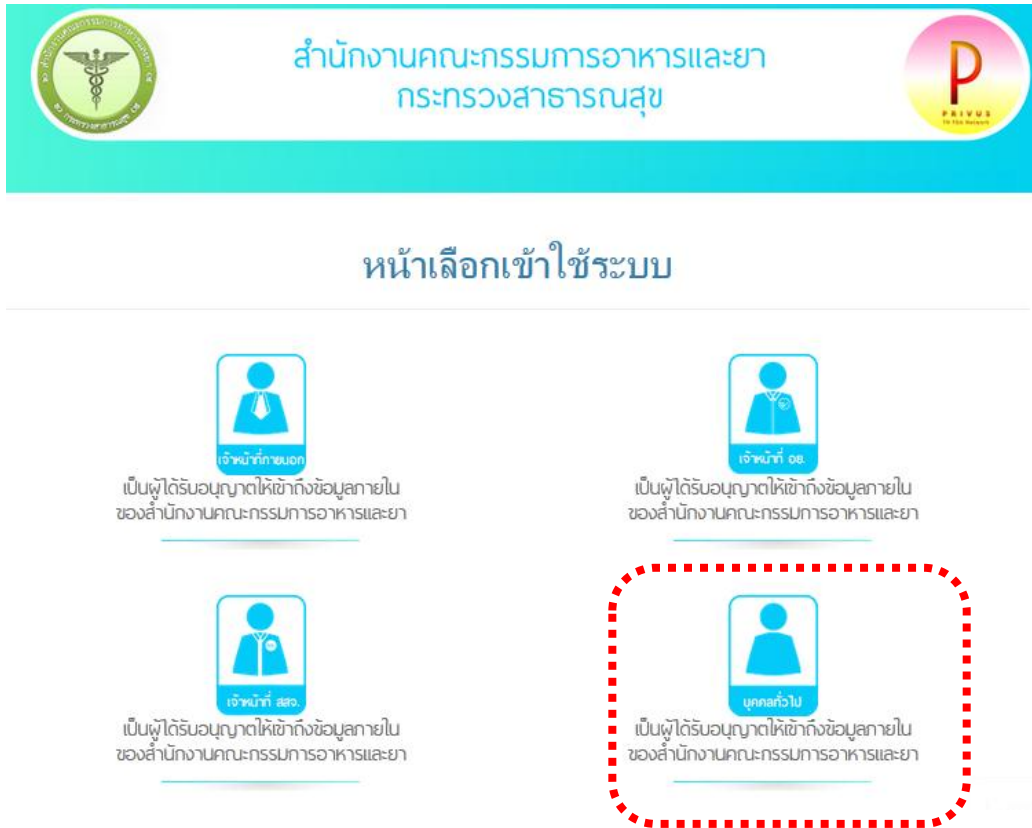 สำนักงานคณะกรรมการอาหารและยา
กระทรวงสาธารณสุข
P
PRIVUS
หน้าเลือกเข้าใช้ระบบ
เจ้าหน้าที่ภายนอก
เป็นผู้ได้รับอนุญาตให้เข้าถึงข้อมูลภายใน
ของสำนักงานคณะกรรมการอาหารและยา
เจ้าหน้าที่ อย.
เป็นผู้ได้รับอนุญาตให้เข้าถึงข้อมูลภายใน
ของสำนักงานคณะกรรมการอาหารและยา
เจ้าหน้าที่ สสจ.
เป็นผู้ได้รับอนุญาตให้เข้าถึงข้อมูลภายใน
ของสำนักงานคณะกรรมการอาหารและยา
บุคคลทั่วไป
เป็นผู้ได้รับอนุญาตให้เข้าถึงข้อมูลภายใน
ของสำนักงานคณะกรรมการอาหารและยา